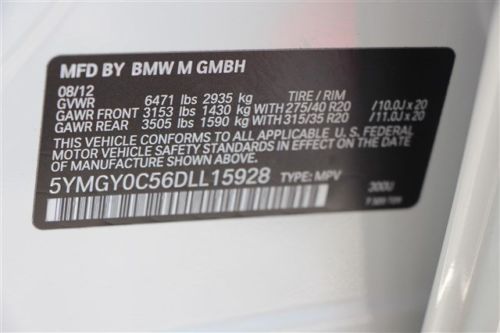 MFD BY BMW M GMBH
08/12
GVWR 6471 lbs 2935 kg TIRE / RIM
GAWR FRONT 3153 lbs 1430 kg WITH 275/40 R20 /10.0J x 20
GAWR REAR 3505 lbs 1590 kg WITH 315/35 R20 /11.0J x 20
THIS VEHICLE CONFORMS TO ALL APPLICABLE U.S. FEDERAL
MOTOR VEHICLE SAFETY STANDARDS IN EFFECT ON THE DATE
OF MANUFACTURE SHOWN ABOVE.
5YMGY0C56DLL15928 TYPE: MPV
300U